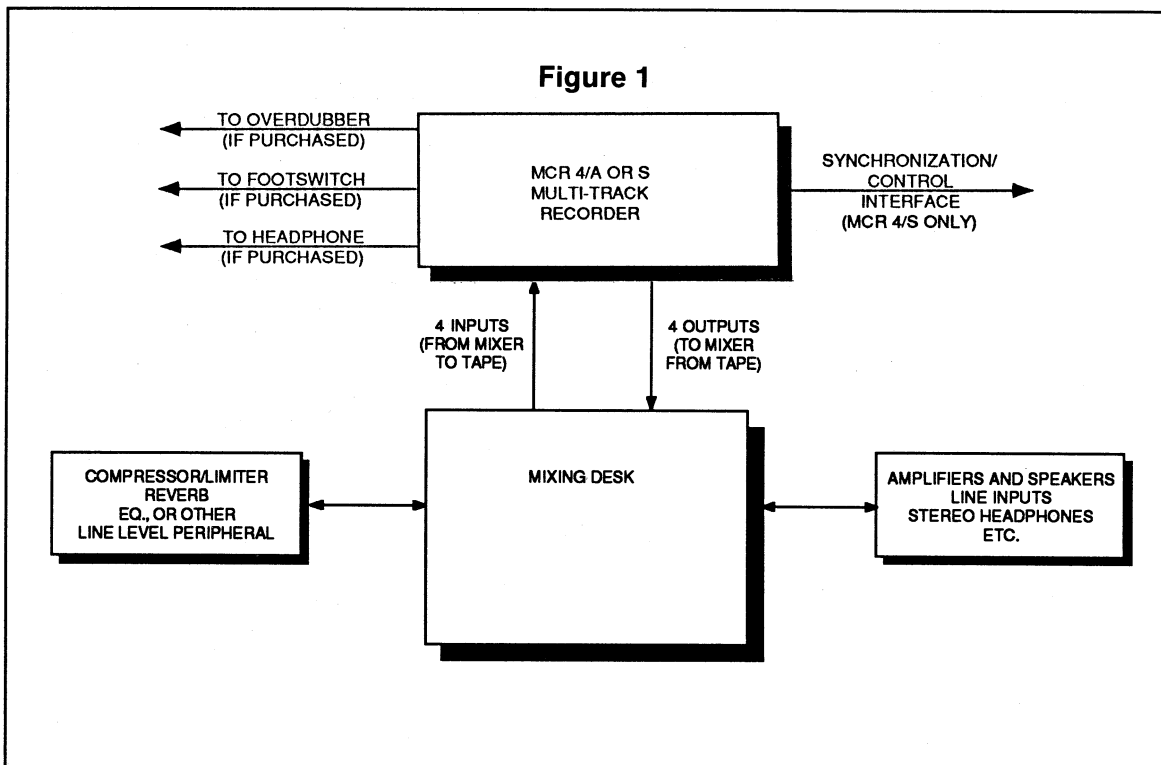 Figure 1
TO OVERDUBBER
(IF PURCHASED)
TO FOOTSWITCH
(IF PURCHASED)
TO HEADPHONE
(IF PURCHASED)
MCR 4/A OR S
MULTI-TRACK
RECORDER
SYNCHRONIZATION/
CONTROL
INTERFACE
(MCR 4/S ONLY)
4 INPUTS
(FROM MIXER
TO TAPE)
4 OUTPUTS
(TO MIXER
FROM TAPE)
COMPRESSOR/LIMITER
REVERB
EQ., OR OTHER
LINE LEVEL PERIPHERAL
MIXING DESK
AMPLIFIERS AND SPEAKERS
LINE INPUTS
STEREO HEADPHONES
ETC.